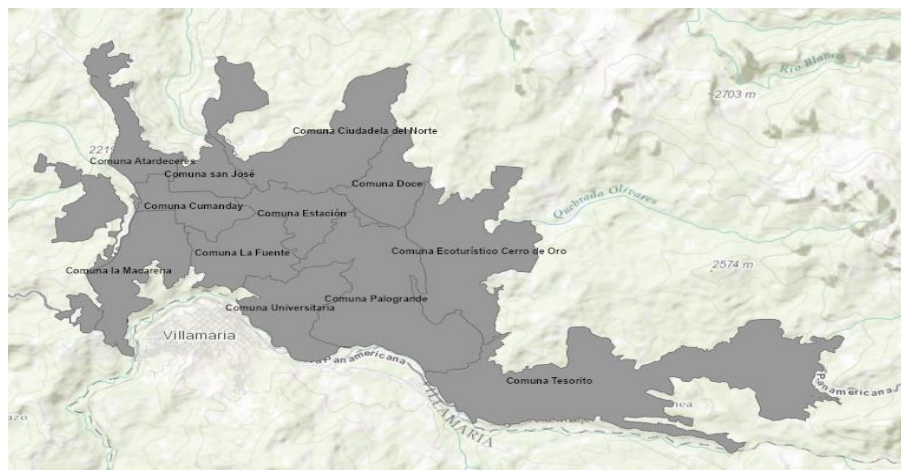 Río Blanco
2703 m
Comuna Ciudadela del Norte
Comuna Atardeceres
Comuna san José
Comuna Doce
Comuna Cumanday
Comuna Estación
Quebrada Olivares
Comuna La Fuente
Comuna Ecoturístico Cerro de Oro
2574 m
Comuna la Macarena
Comuna Palogrande
Comuna Universitaria
Villamaria
Panamericana
Comuna Tesorito
Panamericana
VILLAMARIA